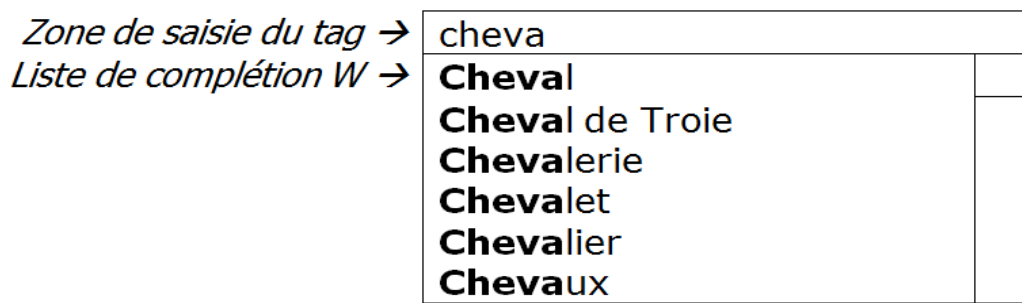 Zone de saisie du tag → cheva
Liste de complétion W → Cheval
Cheval de Troie
Chevalerie
Chevalet
Chevalier
Chevaux